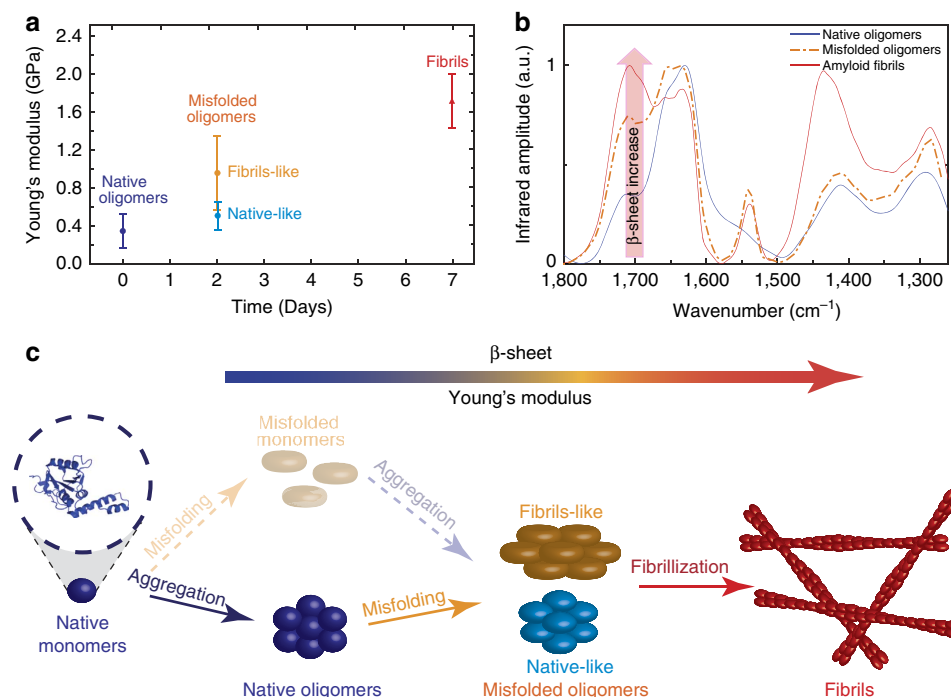 a
Young's modulus (GPa)
2.4
2.0
1.6
1.2
0.8
0.4
0.0
Fibrils
Misfolded
oligomers
Fibrils-like
Native
oligomers
Native-like
0 1 2 3 4 5 6 7
Time (Days)
b
Infrared amplitude (a.u.)
1
0
Native oligomers
Misfolded oligomers
Amyloid fibrils
β-sheet increase
1,800 1,700 1,600 1,500 1,400 1,300
Wavenumber (cm⁻¹)
c
β-sheet
Young's modulus
Misfolded
monomers
Misfolding
Aggregation
Aggregation
Native
monomers
Misfolding
Native oligomers
Fibrils-like
Native-like
Misfolded oligomers
Fibrillization
Fibrils